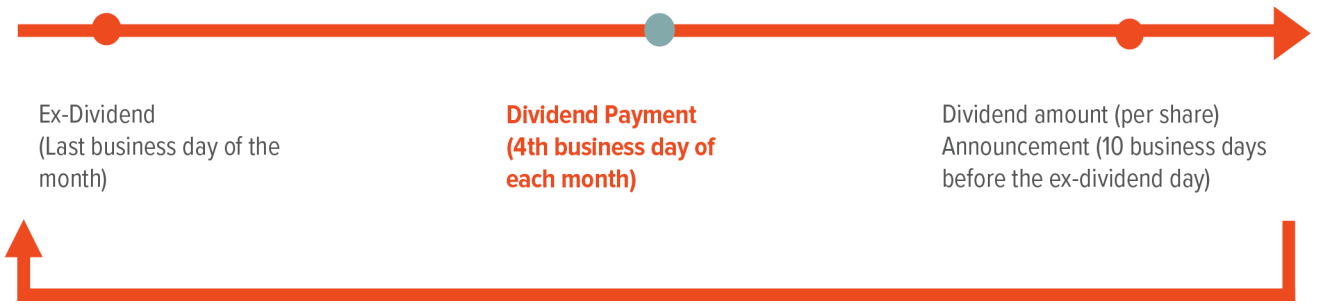 Ex-Dividend
(Last business day of the
month)
Dividend Payment
(4th business day of
each month)
Dividend amount (per share)
Announcement (10 business days
before the ex-dividend day)